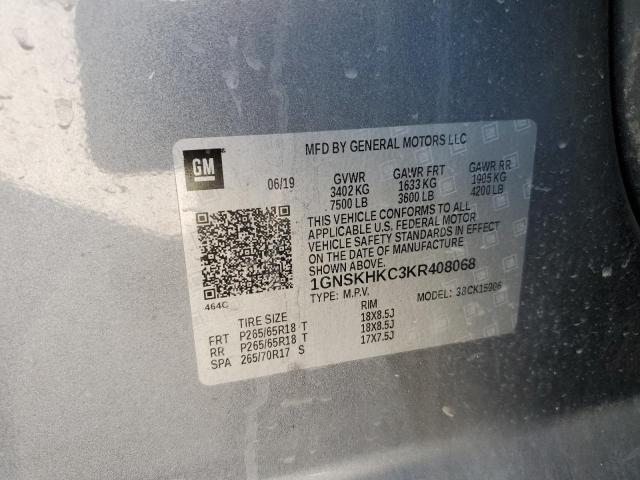 MFD BY GENERAL MOTORS LLC
GM
06/19 GVWR GAWR FRT GAWR RR
3402 KG 1633 KG 1905 KG
7500 LB 3600 LB 4200 LB
THIS VEHICLE CONFORMS TO ALL
APPLICABLE U.S. FEDERAL MOTOR
VEHICLE SAFETY STANDARDS IN EFFECT
ON THE DATE OF MANUFACTURE
SHOWN ABOVE.
1GNSKHKC3KR408068
464C
TYPE: M.P.V. MODEL:
TIRE SIZE RIM
FRT P265/65R18 T 18X8.5J
RR P265/65R18 T 18X8.5J
SPA 265/70R17 S 17X7.5J